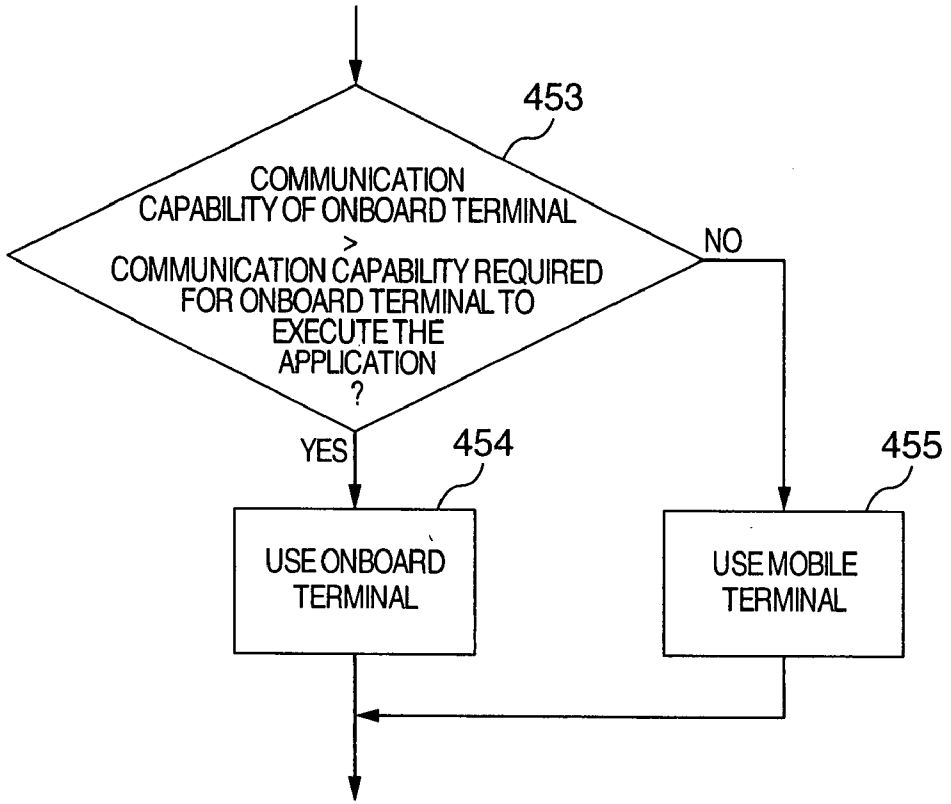 453
COMMUNICATION
CAPABILITY OF ONBOARD TERMINAL
>
COMMUNICATION CAPABILITY REQUIRED
FOR ONBOARD TERMINAL TO
EXECUTE THE
APPLICATION
?
NO
YES
454
USE ONBOARD
TERMINAL
455
USE MOBILE
TERMINAL